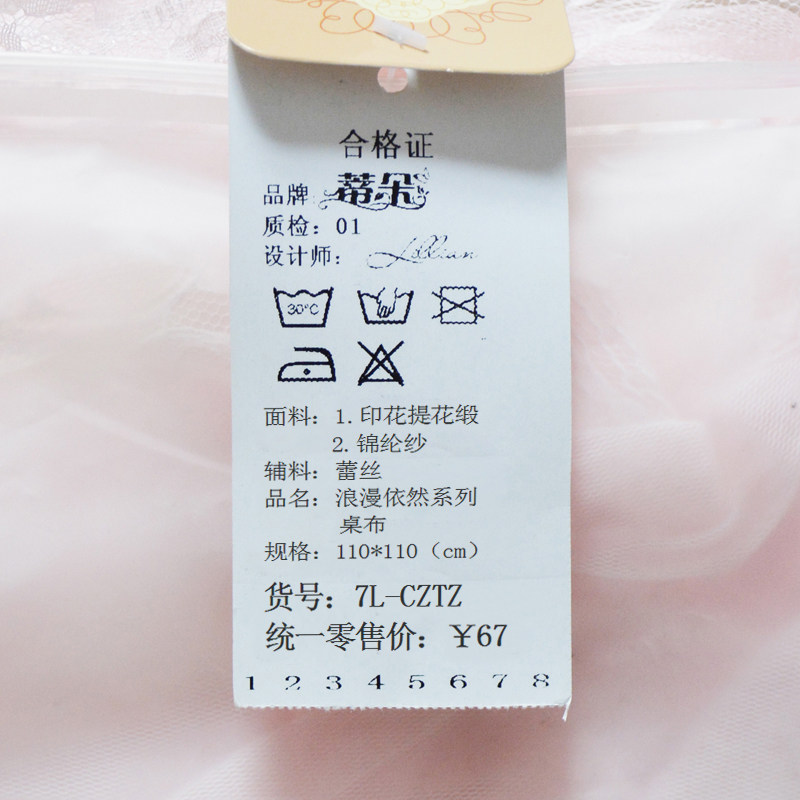 合格证
品牌 蒂朵
质检：01
设计师： Lillian
30°C
面料：1.印花提花缎
2.锦纶纱
辅料：蕾丝
品名：浪漫依然系列
桌布
规格：110*110（cm）
货号：7L-CZTZ
统一零售价：￥67
1 2 3 4 5 6 7 8